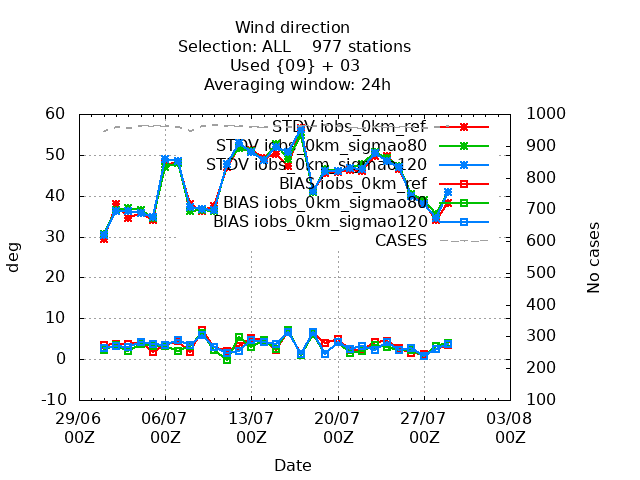 Wind direction
Selection: ALL    977 stations
Used {09} + 03
Averaging window: 24h
60
50
40
30
20
10
0
-10
deg
1000
900
800
700
600
500
400
300
200
100
No cases
STDV iobs_0km_ref
STDV iobs_0km_sigmao80
STDV iobs_0km_sigmao120
BIAS iobs_0km_ref
BIAS iobs_0km_sigmao80
BIAS iobs_0km_sigmao120
CASES
29/06 06/07 13/07 20/07 27/07 03/08
00Z 00Z 00Z 00Z 00Z 00Z
Date